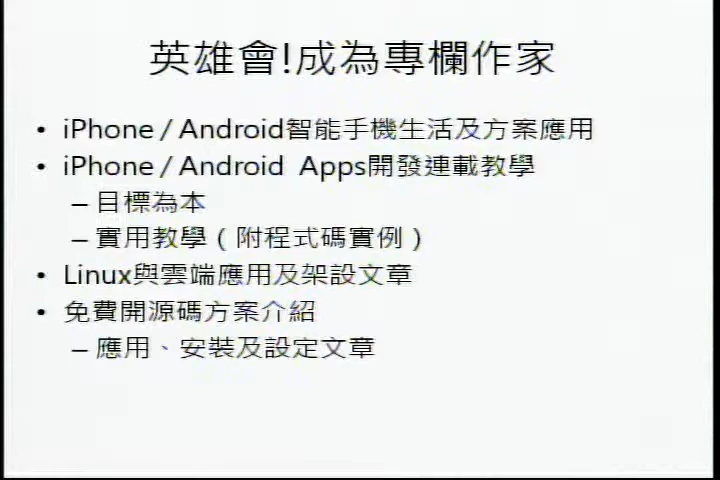 英雄會!成為專欄作家
• iPhone / Android智能手機生活及方案應用
• iPhone / Android Apps開發連載教學
– 目標為本
– 實用教學（附程式碼實例）
• Linux與雲端應用及架設文章
• 免費開源碼方案介紹
– 應用、安裝及設定文章